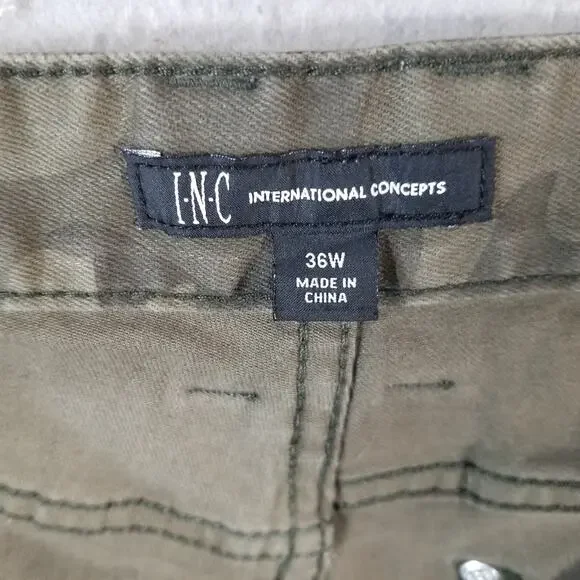 I·N·C INTERNATIONAL CONCEPTS
36W
MADE IN
CHINA